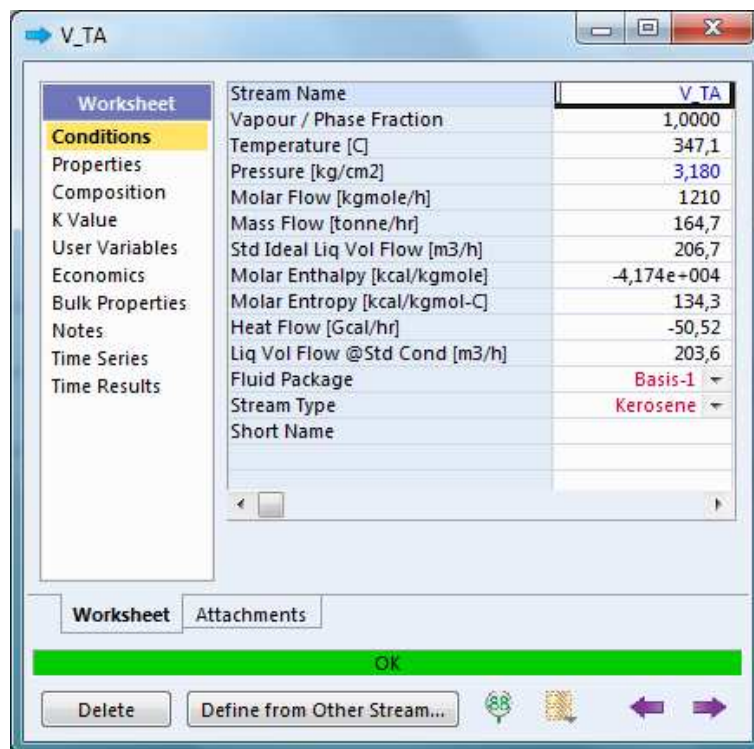 V_TA
Worksheet
Conditions
Properties
Composition
K Value
User Variables
Economics
Bulk Properties
Notes
Time Series
Time Results
Stream Name V_TA
Vapour / Phase Fraction 1,0000
Temperature [C] 347,1
Pressure [kg/cm2] 3,180
Molar Flow [kgmole/h] 1210
Mass Flow [tonne/hr] 164,7
Std Ideal Liq Vol Flow [m3/h] 206,7
Molar Enthalpy [kcal/kgmole] -4,174e+004
Molar Entropy [kcal/kgmol-C] 134,3
Heat Flow [Gcal/hr] -50,52
Liq Vol Flow @Std Cond [m3/h] 203,6
Fluid Package Basis-1
Stream Type Kerosene
Short Name
Worksheet Attachments
OK
Delete Define from Other Stream... 88